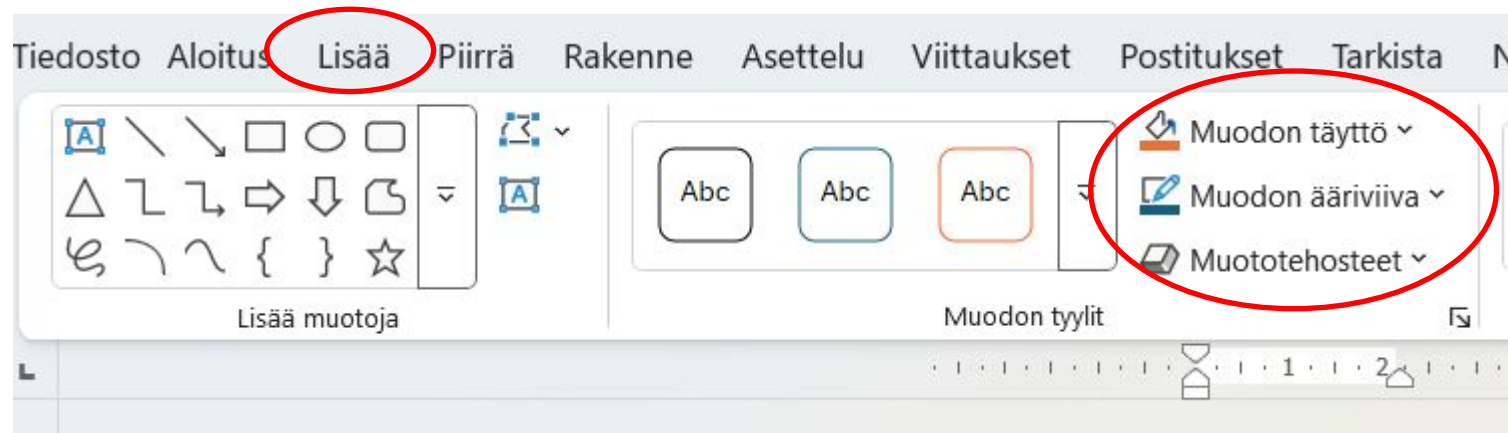 Tiedosto Aloitus Lisää Piirrä Rakenne Asettelu Viittaukset Postitukset Tarkista N
A
A
Abc Abc Abc
Muodon täyttö
Muodon ääriviiva
Muototehosteet
Lisää muotoja
Muodon tyylit
1 2